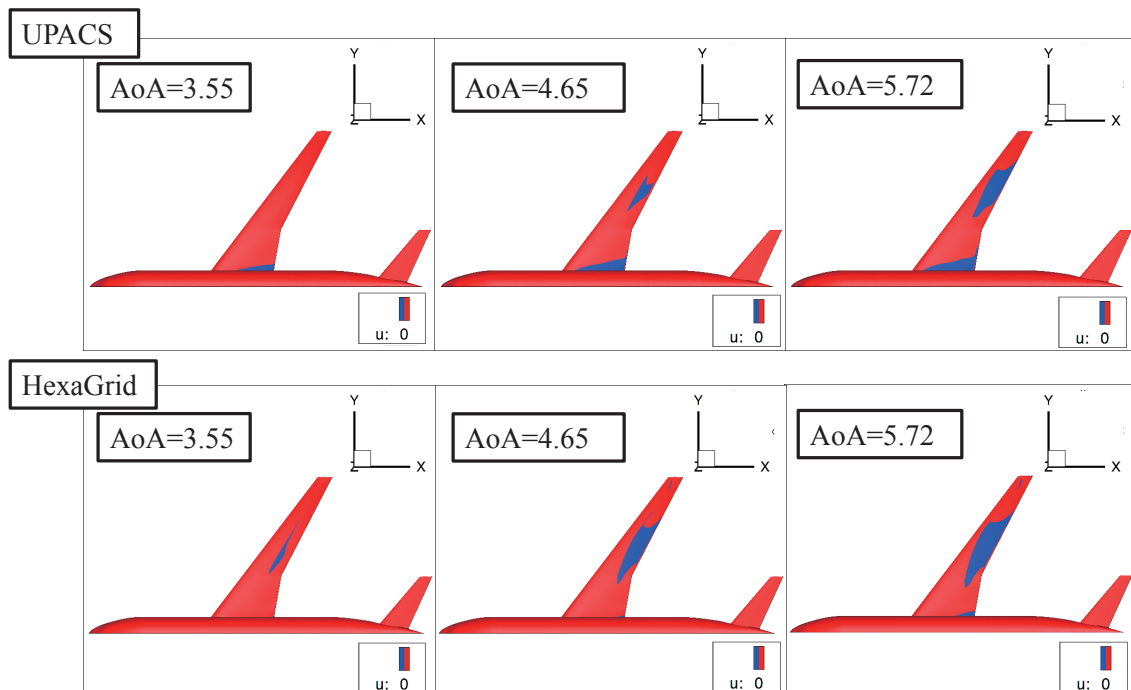 UPACS
AoA=3.55
Y
Z
X
u: 0
AoA=4.65
Y
Z
X
u: 0
AoA=5.72
Y
Z
X
u: 0
HexaGrid
AoA=3.55
Y
Z
X
u: 0
AoA=4.65
Y
Z
X
u: 0
AoA=5.72
Y
Z
X
u: 0